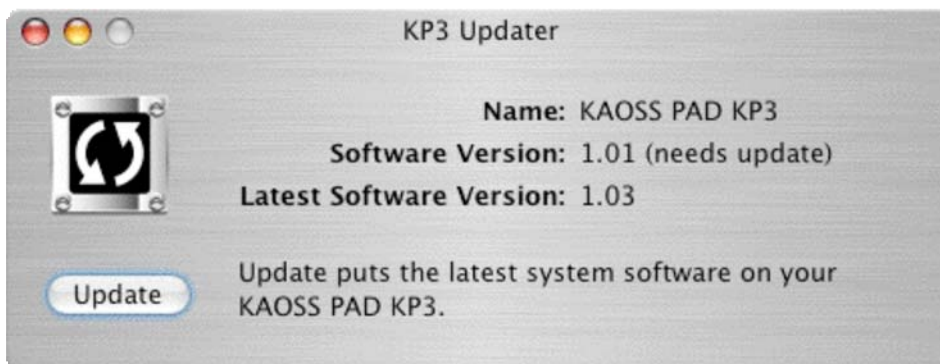 KP3 Updater
Name: KAOSS PAD KP3
Software Version: 1.01 (needs update)
Latest Software Version: 1.03
Update
Update puts the latest system software on your
KAOSS PAD KP3.